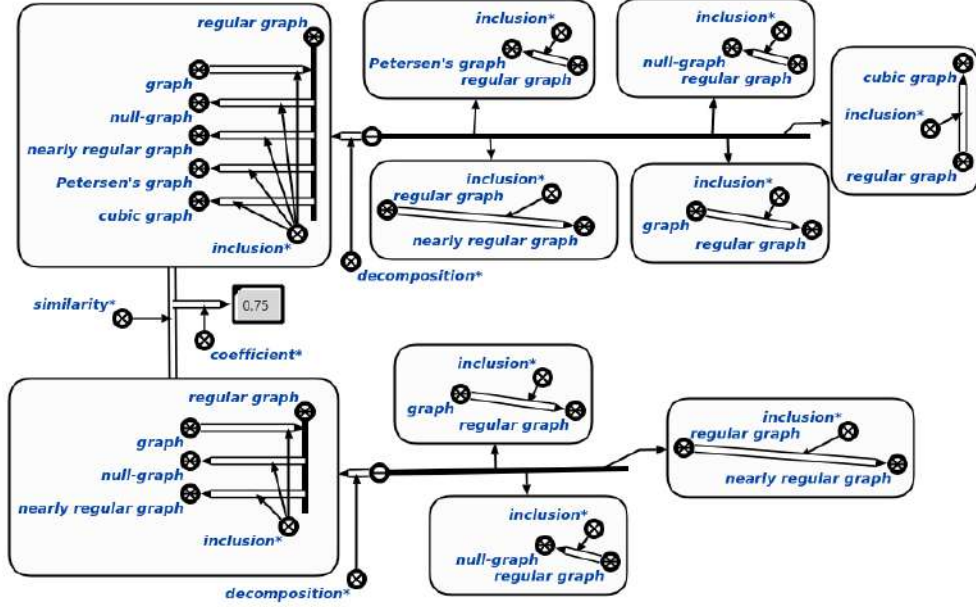 regular graph
graph
null-graph
nearly regular graph
Petersen's graph
cubic graph
inclusion*
inclusion*
Petersen's graph
regular graph
inclusion*
null-graph
regular graph
cubic graph
inclusion*
regular graph
inclusion*
regular graph
nearly regular graph
inclusion*
graph
regular graph
decomposition*
similarity*
0.75
coefficient*
regular graph
graph
null-graph
nearly regular graph
inclusion*
inclusion*
graph
regular graph
inclusion*
regular graph
nearly regular graph
inclusion*
null-graph
regular graph
decomposition*